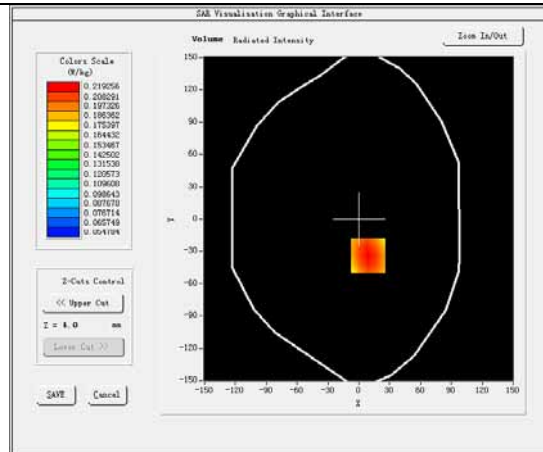 SAR Visualisation Graphical Interface
Volume Radiated Intensity
Zoom In/Out
Colors Scale
(W/kg)
0.219256
0.208291
0.197326
0.186362
0.175397
0.164432
0.153467
0.142502
0.131538
0.120573
0.109608
0.098643
0.087678
0.076714
0.065749
0.054784
Z-Cuts Control
<< Upper Cut
Z = 4.0 mm
Lower Cut >>
SAVE
Cancel
150
120
90
60
30
0
-30
-60
-90
-120
-150
Y
-150 -120 -90 -60 -30 0 30 60 90 120 150
X